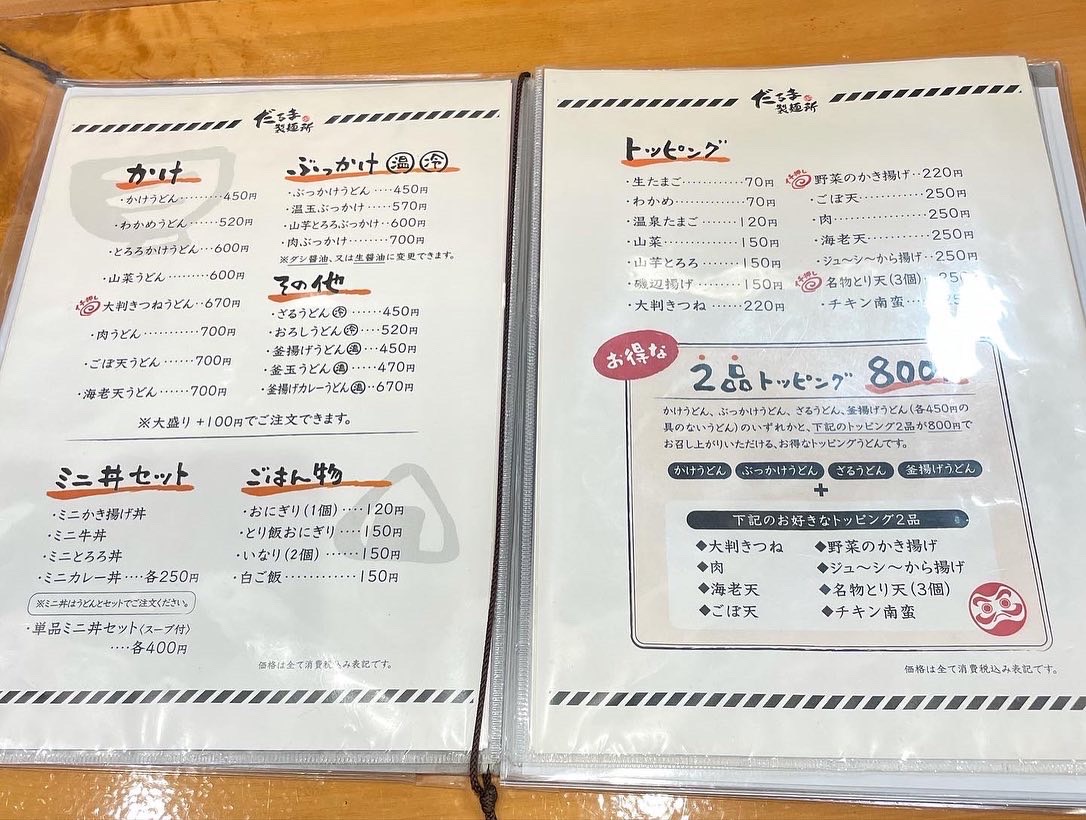 だるま
製麺所
かけ
・かけうどん……450円
・わかめうどん……520円
・とろろかけうどん…600円
・山菜うどん………600円
イチ押し ・大判きつねうどん…670円
・肉うどん…………700円
・ごぼ天うどん……700円
・海老天うどん……700円
ぶっかけ 温 冷
・ぶっかけうどん……450円
・温玉ぶっかけ……570円
・山芋とろろぶっかけ…600円
・肉ぶっかけ………700円
※ダシ醤油、又は生醤油に変更できます。
その他
・ざるうどん冷……450円
・おろしうどん冷…520円
・釜揚げうどん温…450円
・釜玉うどん温……470円
・釜揚げカレーうどん温…670円
※大盛り+100円でご注文できます。
ミニ丼セット
・ミニかき揚げ丼
・ミニ牛丼
・ミニとろろ丼
・ミニカレー丼……各250円
※ミニ丼はうどんとセットでご注文ください。
・単品ミニ丼セット〈スープ付〉
……各400円
ごはん物
・おにぎり(1個)……120円
・とり飯おにぎり……150円
・いなり(2個)……150円
・白ご飯…………150円
価格は全て消費税込み表記です。
だるま
製麺所
トッピング
・生たまご…………70円
・わかめ……………70円
・温泉たまご………120円
・山菜………………150円
・山芋とろろ………150円
・磯辺揚げ…………150円
・大判きつね………220円
イチ押し 野菜のかき揚げ…220円
・ごぼ天……………250円
・肉…………………250円
・海老天……………250円
・ジュ〜シ〜から揚げ…250円
イチ押し 名物とり天(3個)
・チキン南蛮
お得な
2品トッピング 800円
かけうどん、ぶっかけうどん、ざるうどん、釜揚げうどん(各450円の
具のないうどん)のいずれかと、下記のトッピング2品が800円で
お召し上がりいただける、お得なトッピングうどんです。
かけうどん ぶっかけうどん ざるうどん 釜揚げうどん
+
下記のお好きなトッピング2品
◆大判きつね
◆肉
◆海老天
◆ごぼ天
◆野菜のかき揚げ
◆ジュ〜シ〜から揚げ
◆名物とり天(3個)
◆チキン南蛮
価格は全て消費税込み表記です。